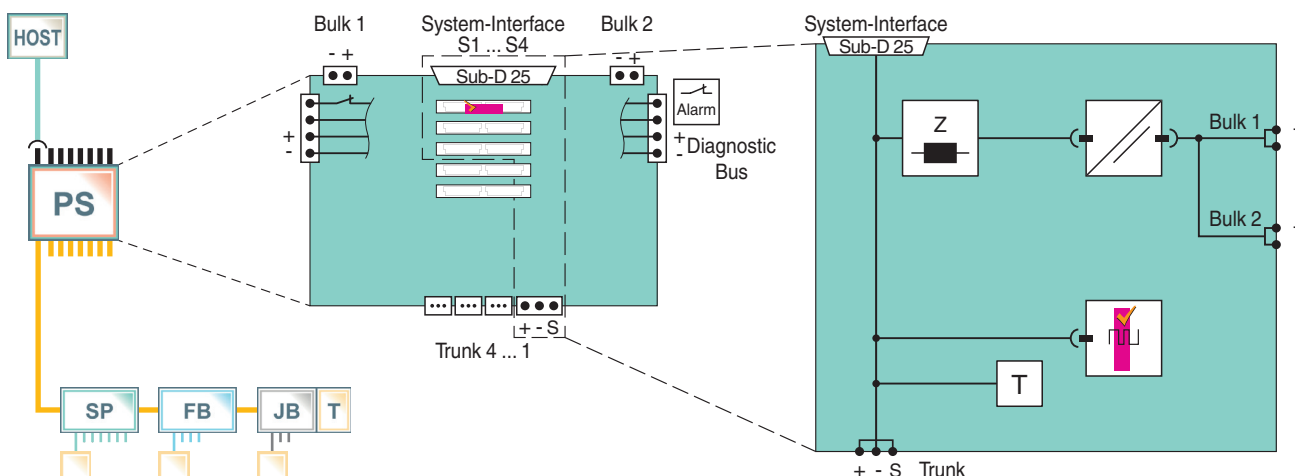 HOST
PS
SP
FB
JB
T
Bulk 1
- +
System-Interface
S1 ... S4
Sub-D 25
Bulk 2
- +
Alarm
+
-
+
-
Diagnostic
Bus
+ - S
Trunk 4 ... 1
System-Interface
Sub-D 25
Z
Bulk 1
Bulk 2
T
+ - S Trunk